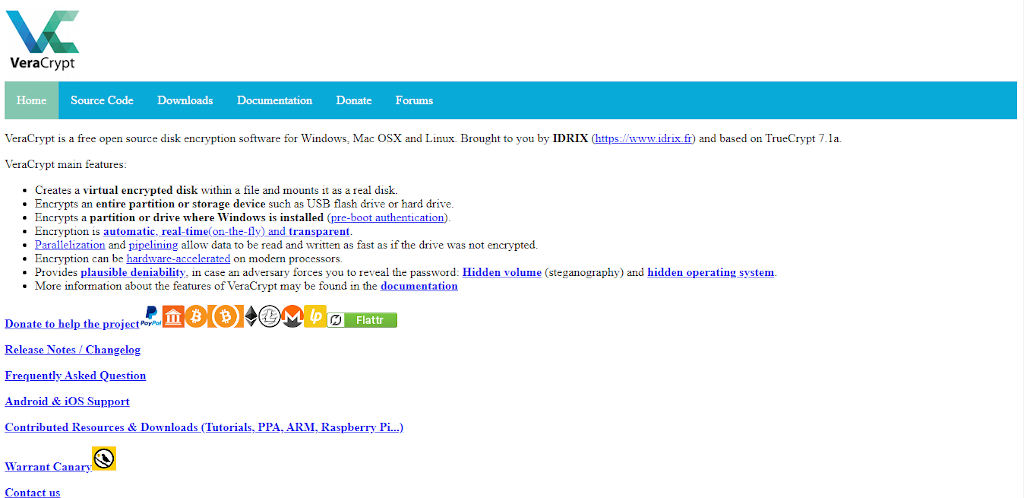 VeraCrypt
Home Source Code Downloads Documentation Donate Forums
VeraCrypt is a free open source disk encryption software for Windows, Mac OSX and Linux. Brought to you by IDRIX (https://www.idrix.fr) and based on TrueCrypt 7.1a.
VeraCrypt main features:
Creates a virtual encrypted disk within a file and mounts it as a real disk.
Encrypts an entire partition or storage device such as USB flash drive or hard drive.
Encrypts a partition or drive where Windows is installed (pre-boot authentication).
Encryption is automatic, real-time(on-the-fly) and transparent.
Parallelization and pipelining allow data to be read and written as fast as if the drive was not encrypted.
Encryption can be hardware-accelerated on modern processors.
Provides plausible deniability, in case an adversary forces you to reveal the password: Hidden volume (steganography) and hidden operating system.
More information about the features of VeraCrypt may be found in the documentation
Donate to help the project PayPal lp Flattr
Release Notes / Changelog
Frequently Asked Question
Android & iOS Support
Contributed Resources & Downloads (Tutorials, PPA, ARM, Raspberry Pi...)
Warrant Canary
Contact us